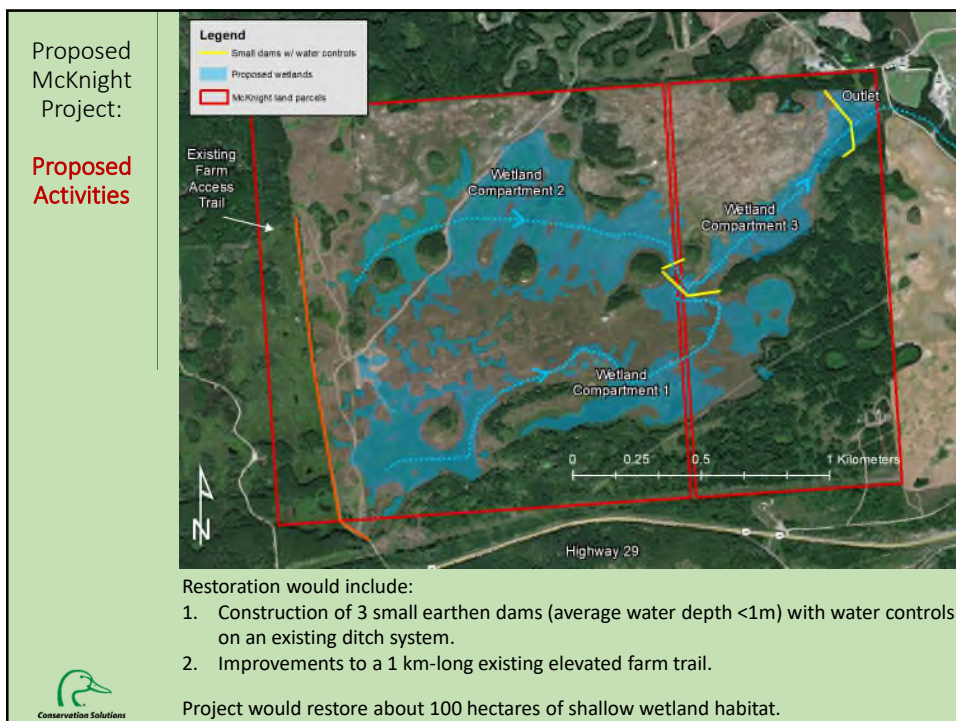 Proposed
McKnight
Project:
Proposed
Activities
Legend
Small dams w/ water controls
Proposed wetlands
McKnight land parcels
Existing
Farm
Access
Trail
Outlet
Wetland
Compartment 2
Wetland
Compartment 3
Wetland
Compartment 1
0 0.25 0.5 1 Kilometers
N
Highway 29
Restoration would include:
1. Construction of 3 small earthen dams (average water depth <1m) with water controls
on an existing ditch system.
2. Improvements to a 1 km-long existing elevated farm trail.
Project would restore about 100 hectares of shallow wetland habitat.
Conservation Solutions